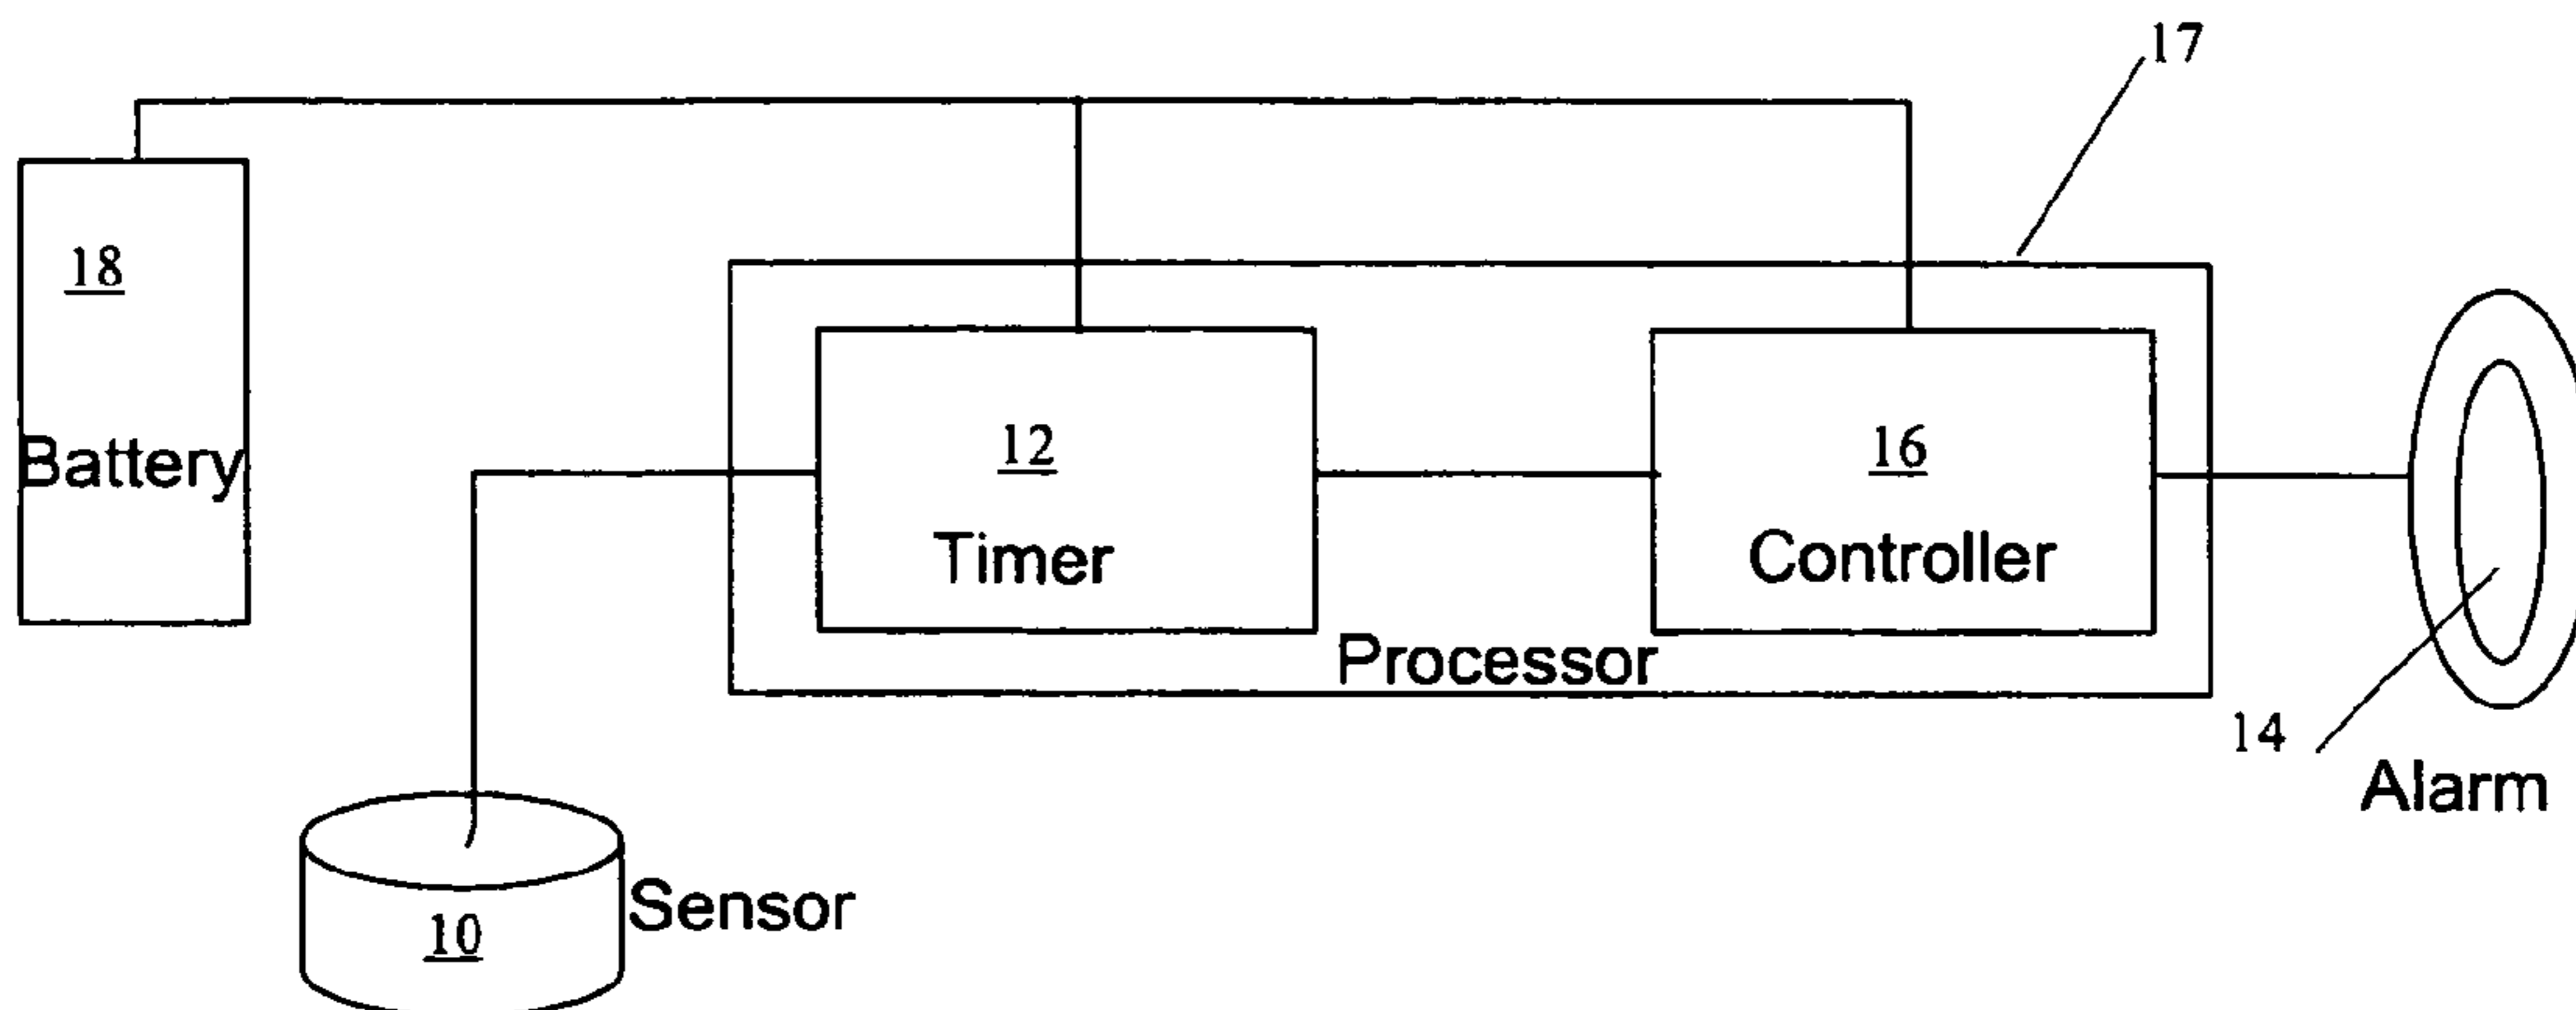 17
18
Battery
12
Timer
16
Controller
Processor
14
Alarm
10
Sensor